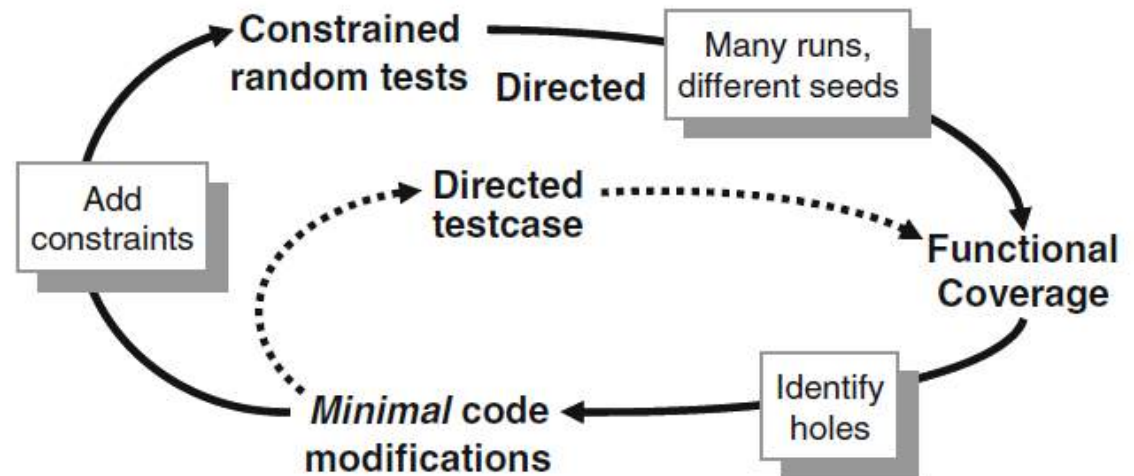 Constrained
random tests
Directed
Many runs,
different seeds
Add
constraints
Directed
testcase
Functional
Coverage
Identify
holes
Minimal code
modifications